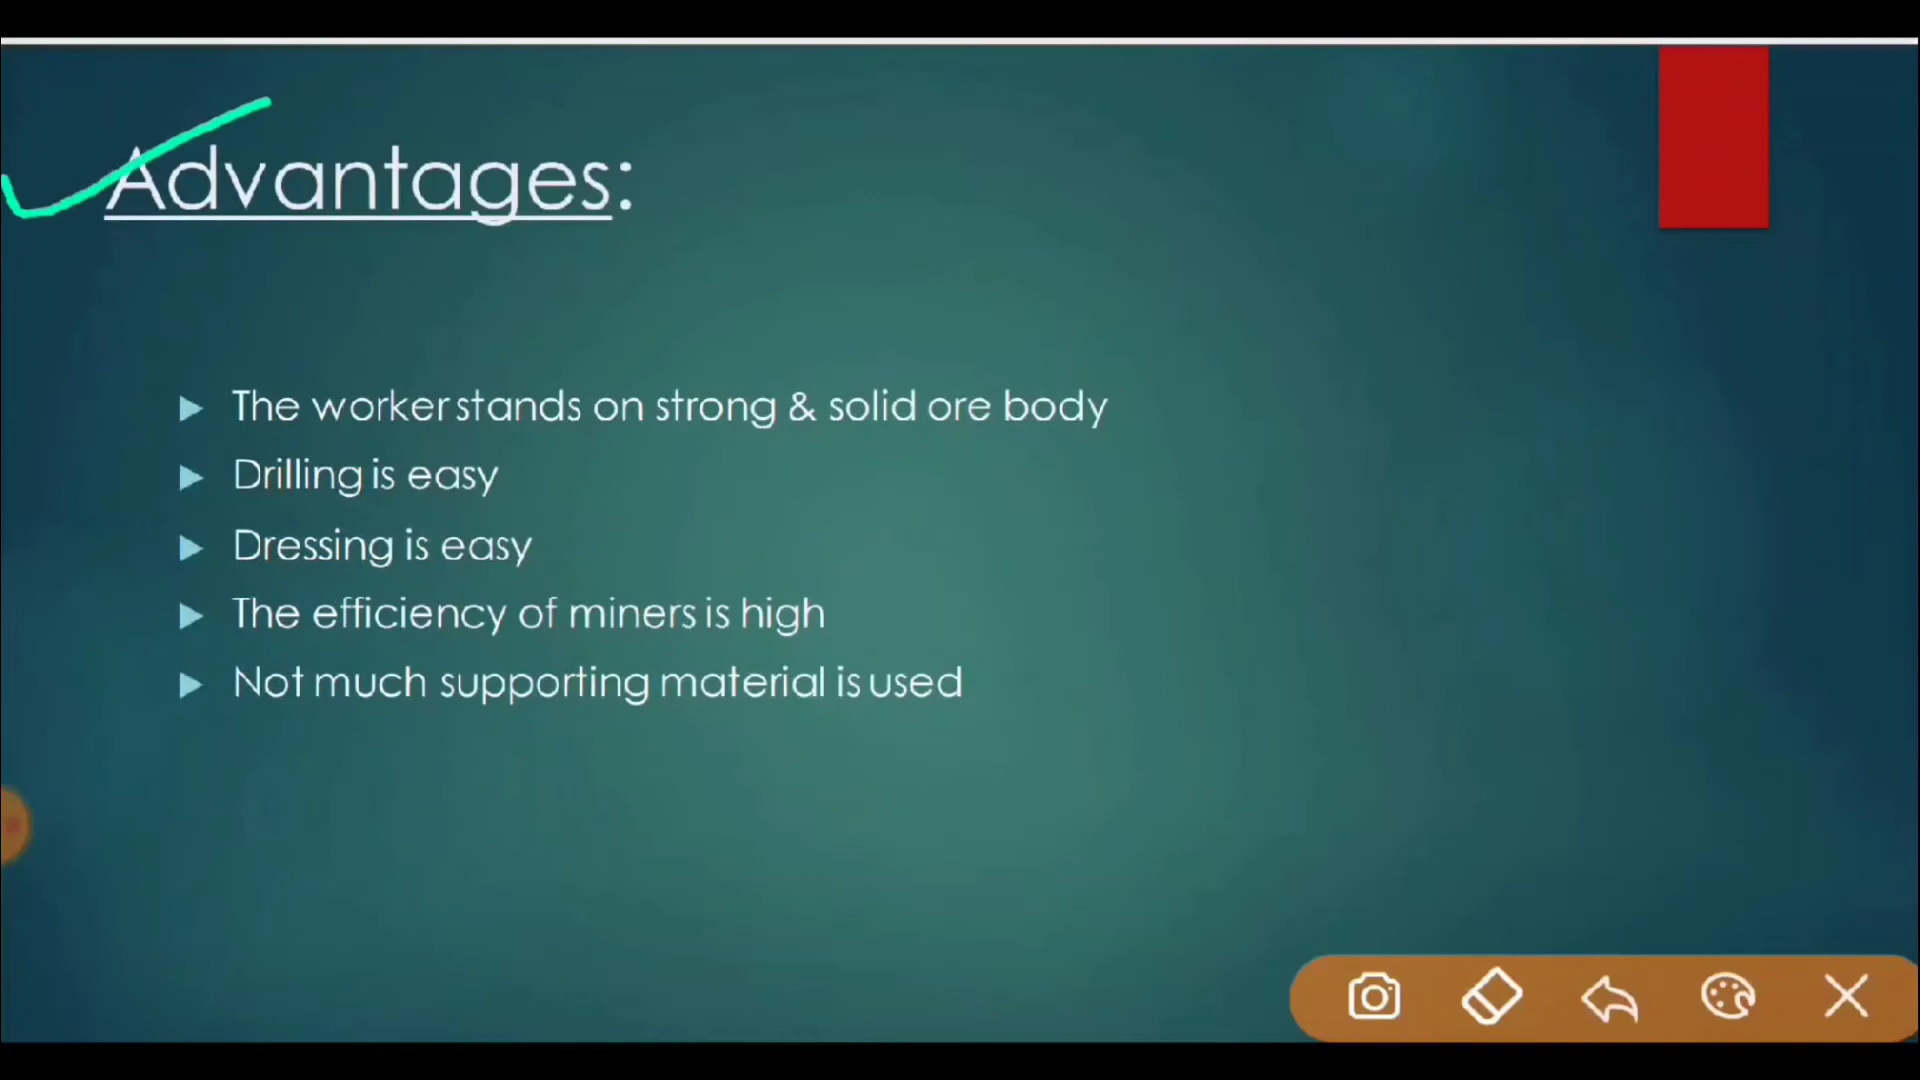 Advantages:
The worker stands on strong & solid ore body
Drilling is easy
Dressing is easy
The efficiency of miners is high
Not much supporting material is used